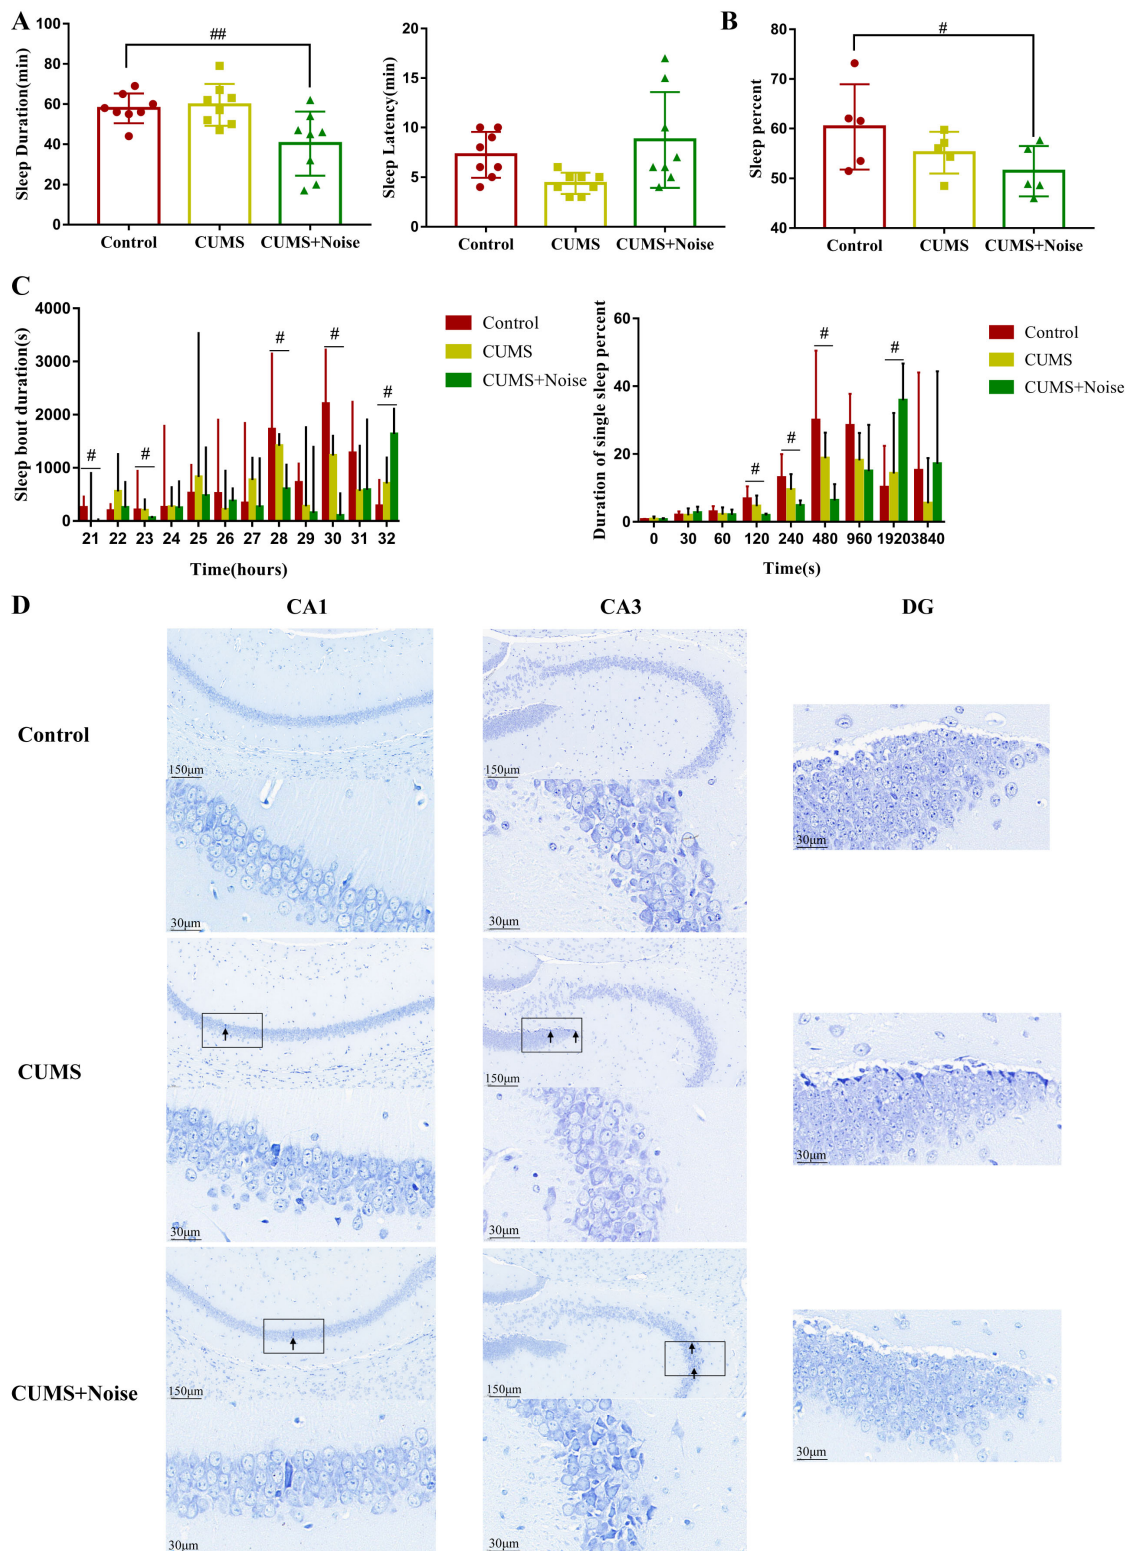 A
B
Sleep Duration(min)
100
80
60
40
20
0
##
Control
CUMS
CUMS+Noise
Sleep Latency(min)
20
15
10
5
0
Control
CUMS
CUMS+Noise
Sleep percent
80
70
60
50
40
#
Control
CUMS
CUMS+Noise
C
Sleep bout duration(s)
4000
3000
2000
1000
0
# # # # #
21 22 23 24 25 26 27 28 29 30 31 32
Time(hours)
Control
CUMS
CUMS+Noise
Duration of single sleep percent
60
40
20
0
# # # #
0 30 60 120 240 480 960 1920 3840
Time(s)
Control
CUMS
CUMS+Noise
D
CA1 CA3 DG
Control
150μm 150μm
30μm
30μm 30μm
CUMS
150μm 150μm
30μm
30μm 30μm
CUMS+Noise
150μm 150μm
30μm
30μm 30μm